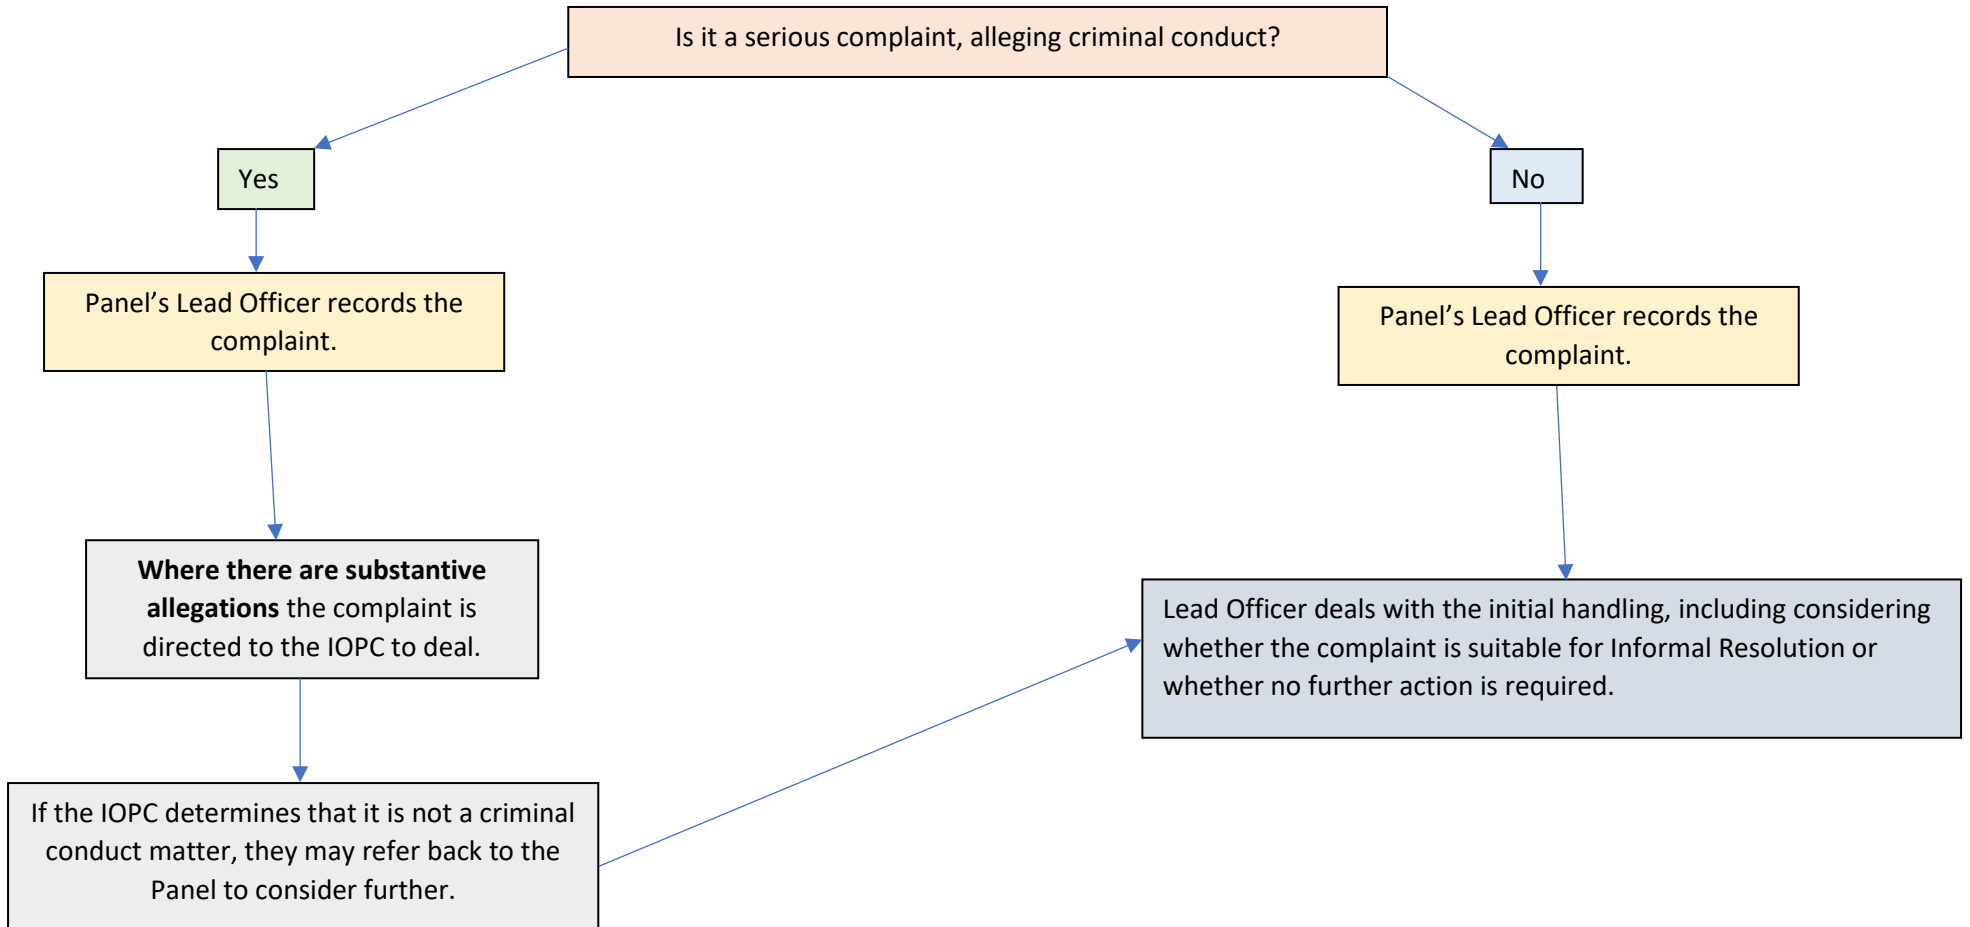 Is it a serious complaint, alleging criminal conduct?
Yes
No
Panel’s Lead Officer records the
complaint.
Panel’s Lead Officer records the
complaint.
Where there are substantive
allegations the complaint is
directed to the IOPC to deal.
Lead Officer deals with the initial handling, including considering
whether the complaint is suitable for Informal Resolution or
whether no further action is required.
If the IOPC determines that it is not a criminal
conduct matter, they may refer back to the
Panel to consider further.